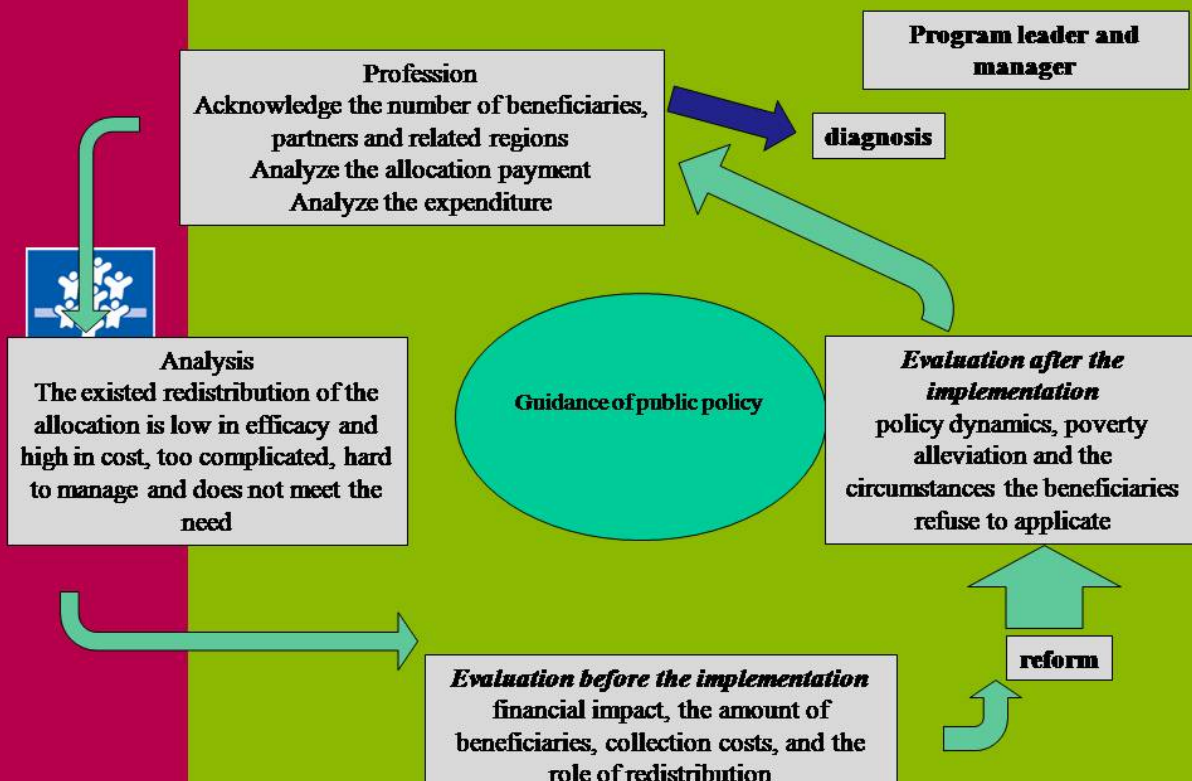 Program leader and
manager
Profession
Acknowledge the number of beneficiaries,
partners and related regions
Analyze the allocation payment
Analyze the expenditure
diagnosis
Analysis
The existed redistribution of the
allocation is low in efficacy and
high in cost, too complicated, hard
to manage and does not meet the
need
Guidance of public policy
Evaluation after the
implementation
policy dynamics, poverty
alleviation and the
circumstances the beneficiaries
refuse to applicate
reform
Evaluation before the implementation
financial impact, the amount of
beneficiaries, collection costs, and the
role of redistribution